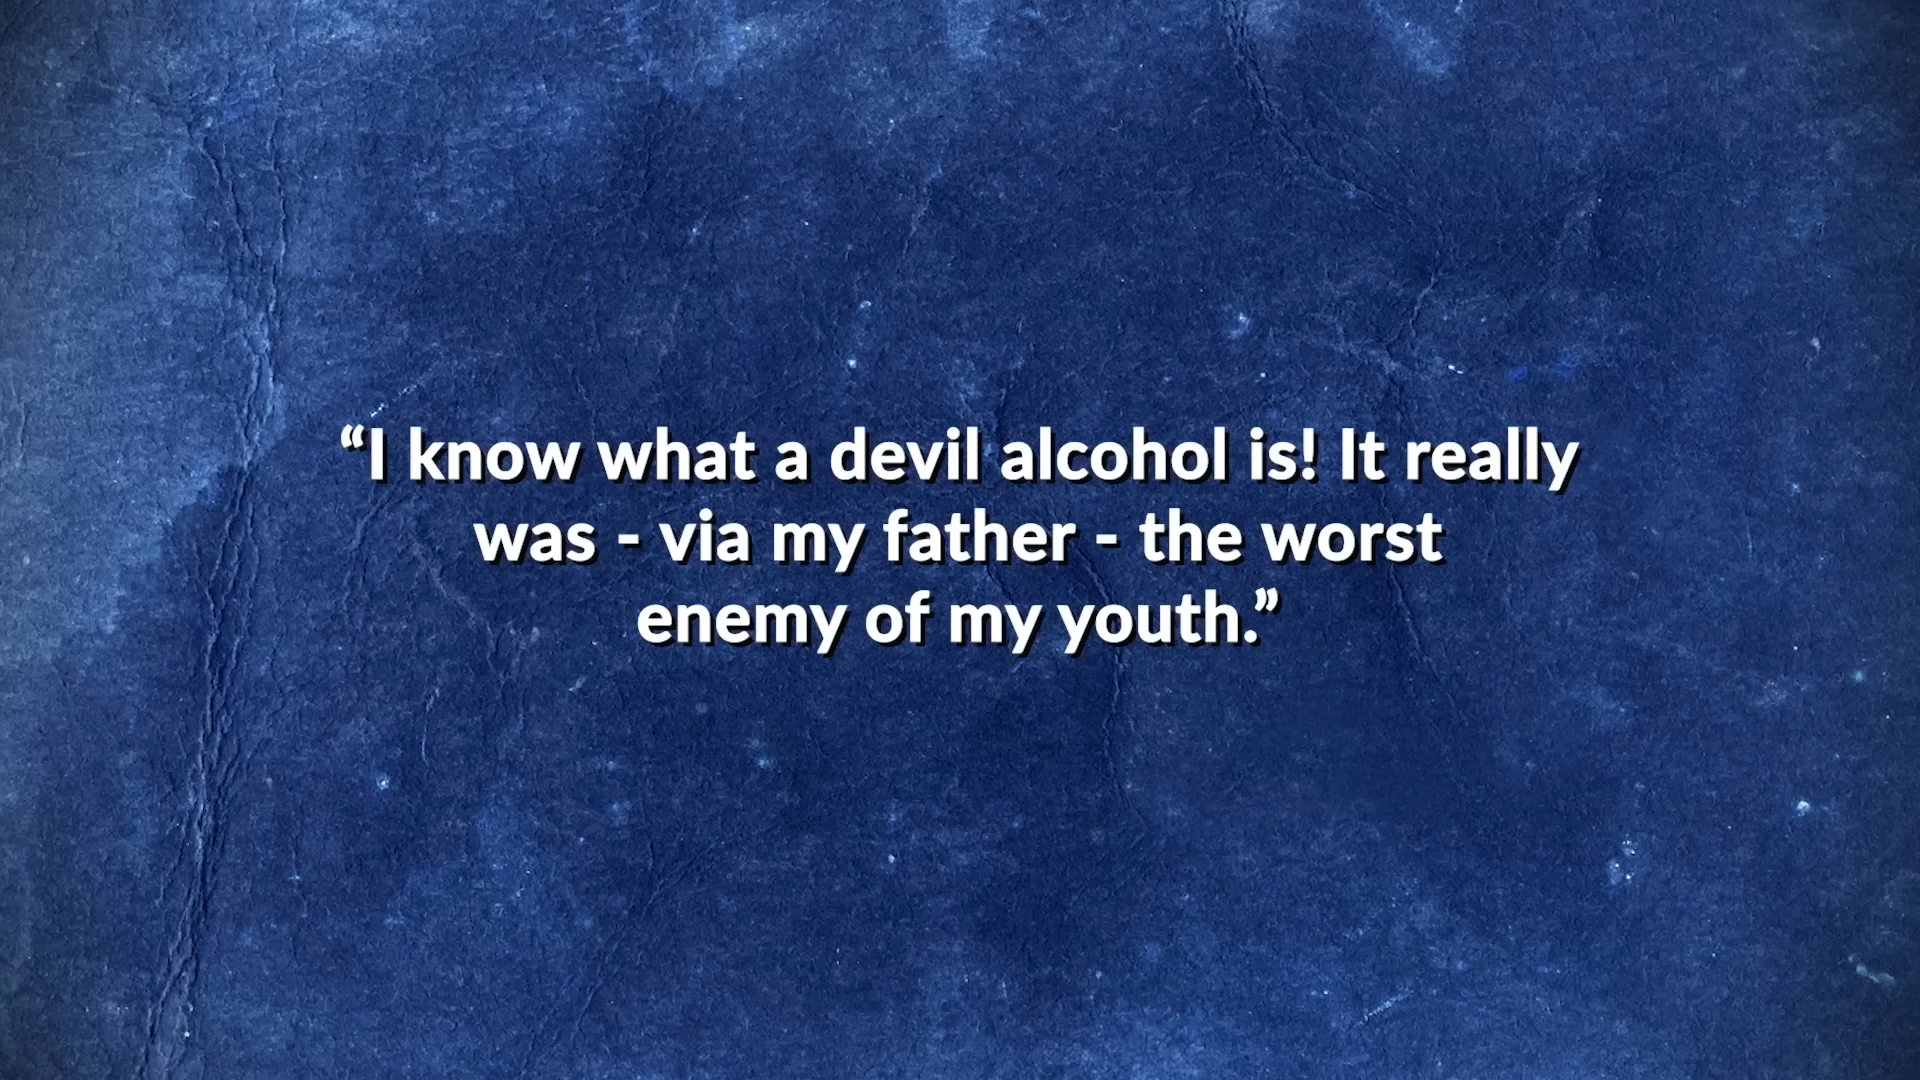 “I know what a devil alcohol is! It really
was - via my father - the worst
enemy of my youth.”